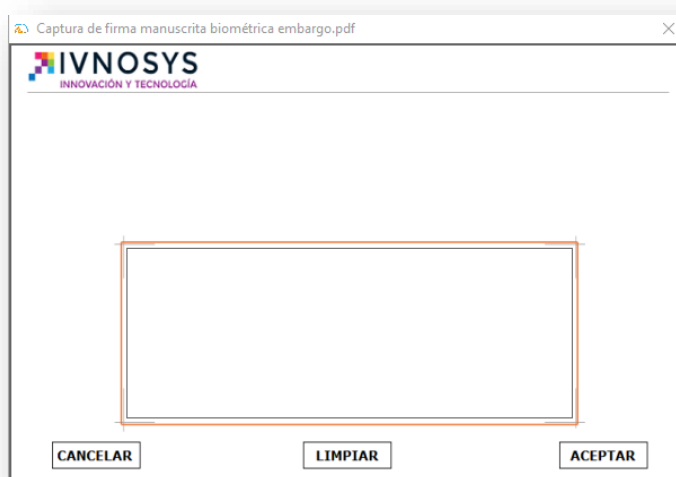 Captura de firma manuscrita biométrica embargo.pdf
IVNOSYS
INNOVACIÓN Y TECNOLOGÍA
CANCELAR LIMPIAR ACEPTAR